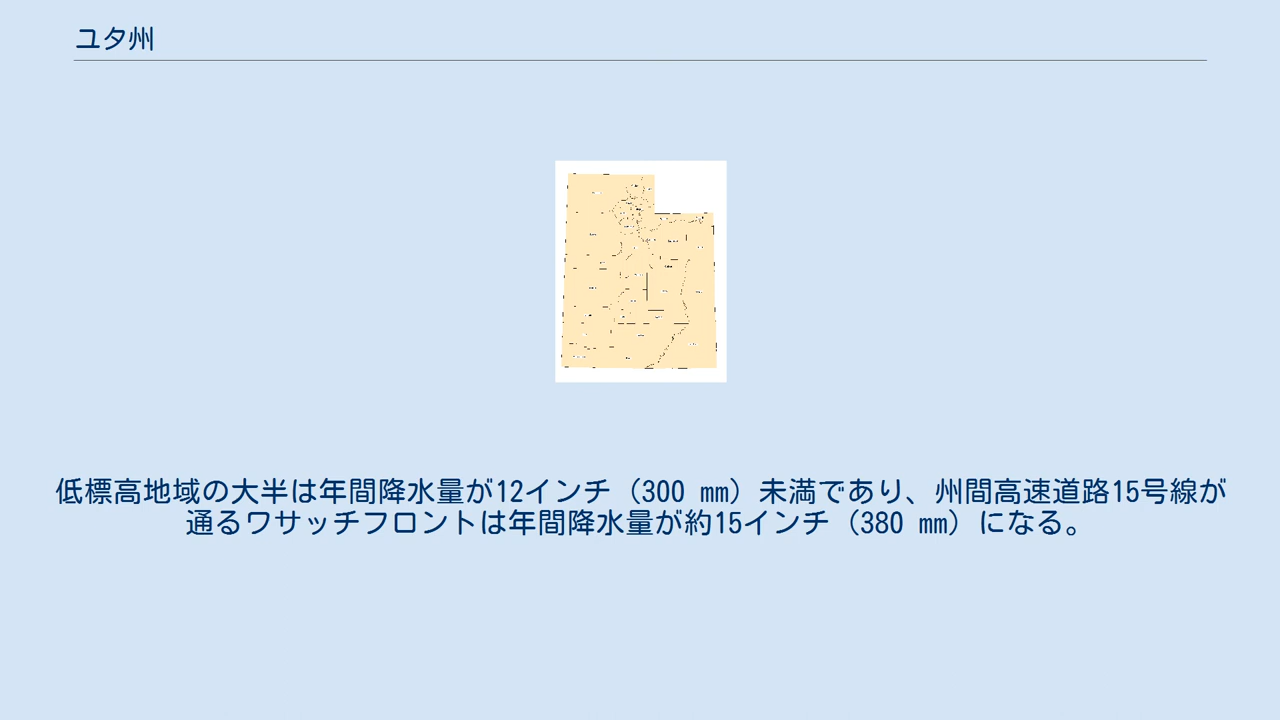 ユタ州
低標高地域の大半は年間降水量が12インチ（300 mm）未満であり、州間高速道路15号線が
通るワサッチフロントは年間降水量が約15インチ（380 mm）になる。